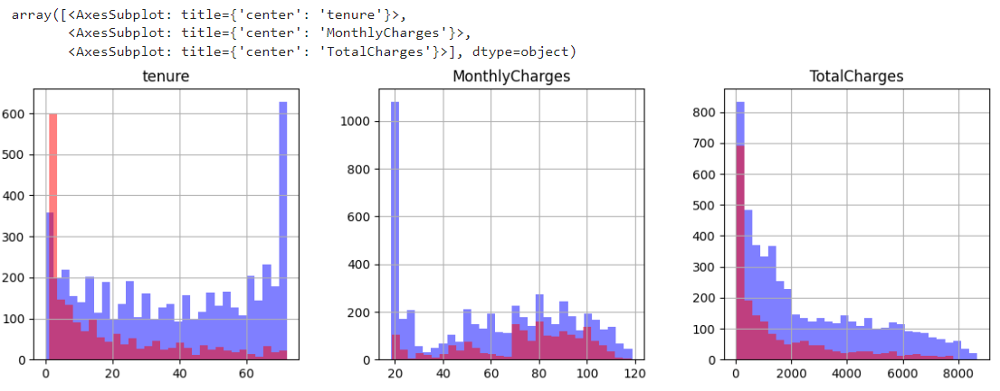 array([<AxesSubplot: title={'center': 'tenure'}>,
<AxesSubplot: title={'center': 'MonthlyCharges'}>,
<AxesSubplot: title={'center': 'TotalCharges'}>], dtype=object)
tenure
600
500
400
300
200
100
0
0 20 40 60
MonthlyCharges
1000
800
600
400
200
0
20 40 60 80 100 120
TotalCharges
800
700
600
500
400
300
200
100
0
0 2000 4000 6000 8000